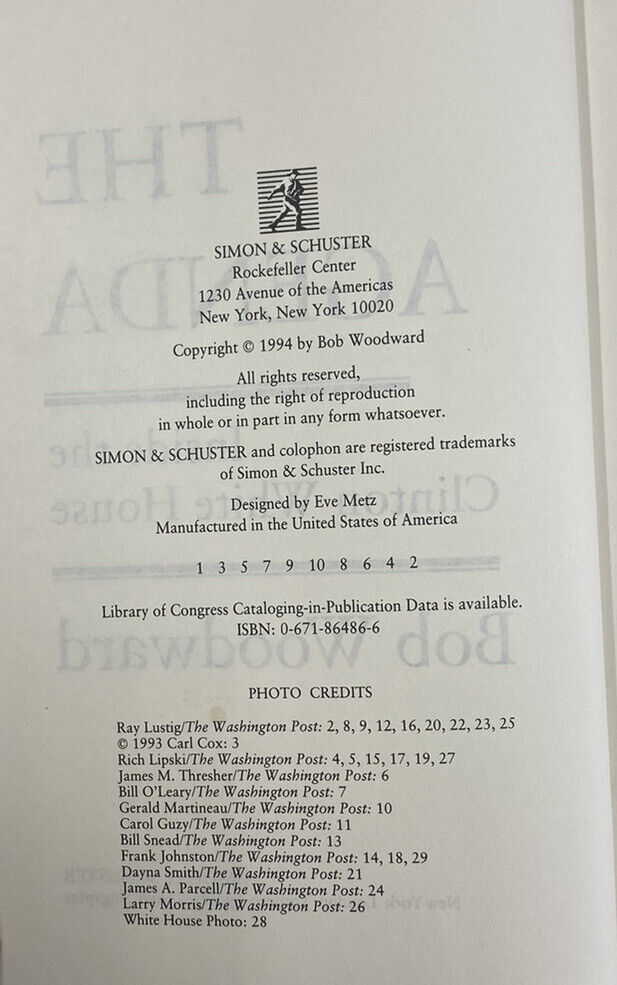 SIMON & SCHUSTER
Rockefeller Center
1230 Avenue of the Americas
New York, New York 10020
Copyright © 1994 by Bob Woodward
All rights reserved,
including the right of reproduction
in whole or in part in any form whatsoever.
SIMON & SCHUSTER and colophon are registered trademarks
of Simon & Schuster Inc.
Designed by Eve Metz
Manufactured in the United States of America
1 3 5 7 9 10 8 6 4 2
Library of Congress Cataloging-in-Publication Data is available.
ISBN: 0-671-86486-6
PHOTO CREDITS
Ray Lustig/The Washington Post: 2, 8, 9, 12, 16, 20, 22, 23, 25
© 1993 Carl Cox: 3
Rich Lipski/The Washington Post: 4, 5, 15, 17, 19, 27
James M. Thresher/The Washington Post: 6
Bill O'Leary/The Washington Post: 7
Gerald Martineau/The Washington Post: 10
Carol Guzy/The Washington Post: 11
Bill Snead/The Washington Post: 13
Frank Johnston/The Washington Post: 14, 18, 29
Dayna Smith/The Washington Post: 21
James A. Parcell/The Washington Post: 24
Larry Morris/The Washington Post: 26
White House Photo: 28
THE
AGENDA
Inside the
Clinton White House
Bob Woodward